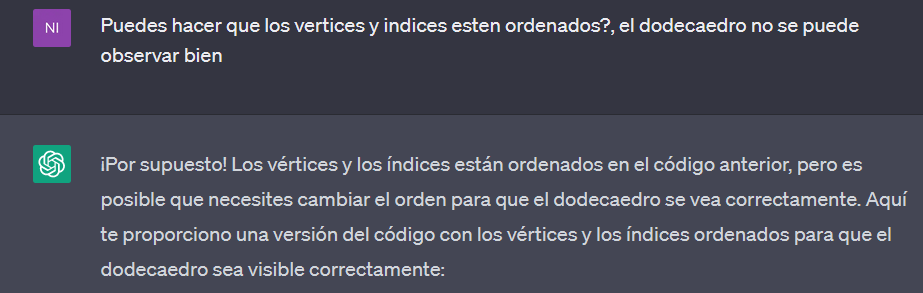 NI
Puedes hacer que los vertices y indices esten ordenados?, el dodecaedro no se puede
observar bien
¡Por supuesto! Los vértices y los índices están ordenados en el código anterior, pero es
posible que necesites cambiar el orden para que el dodecaedro se vea correctamente. Aquí
te proporciono una versión del código con los vértices y los índices ordenados para que el
dodecaedro sea visible correctamente: